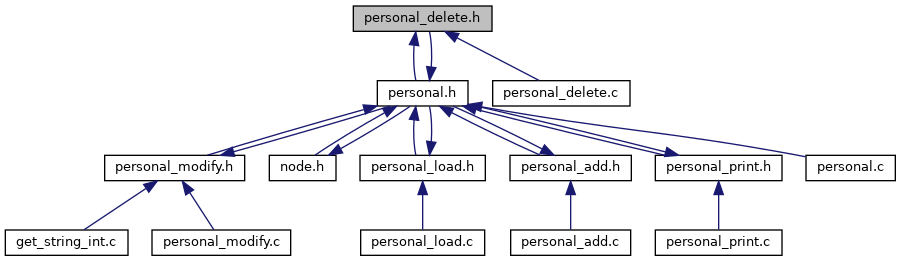 personal_delete.h
personal.h
personal_delete.c
personal_modify.h
node.h
personal_load.h
personal_add.h
personal_print.h
personal.c
get_string_int.c
personal_modify.c
personal_load.c
personal_add.c
personal_print.c